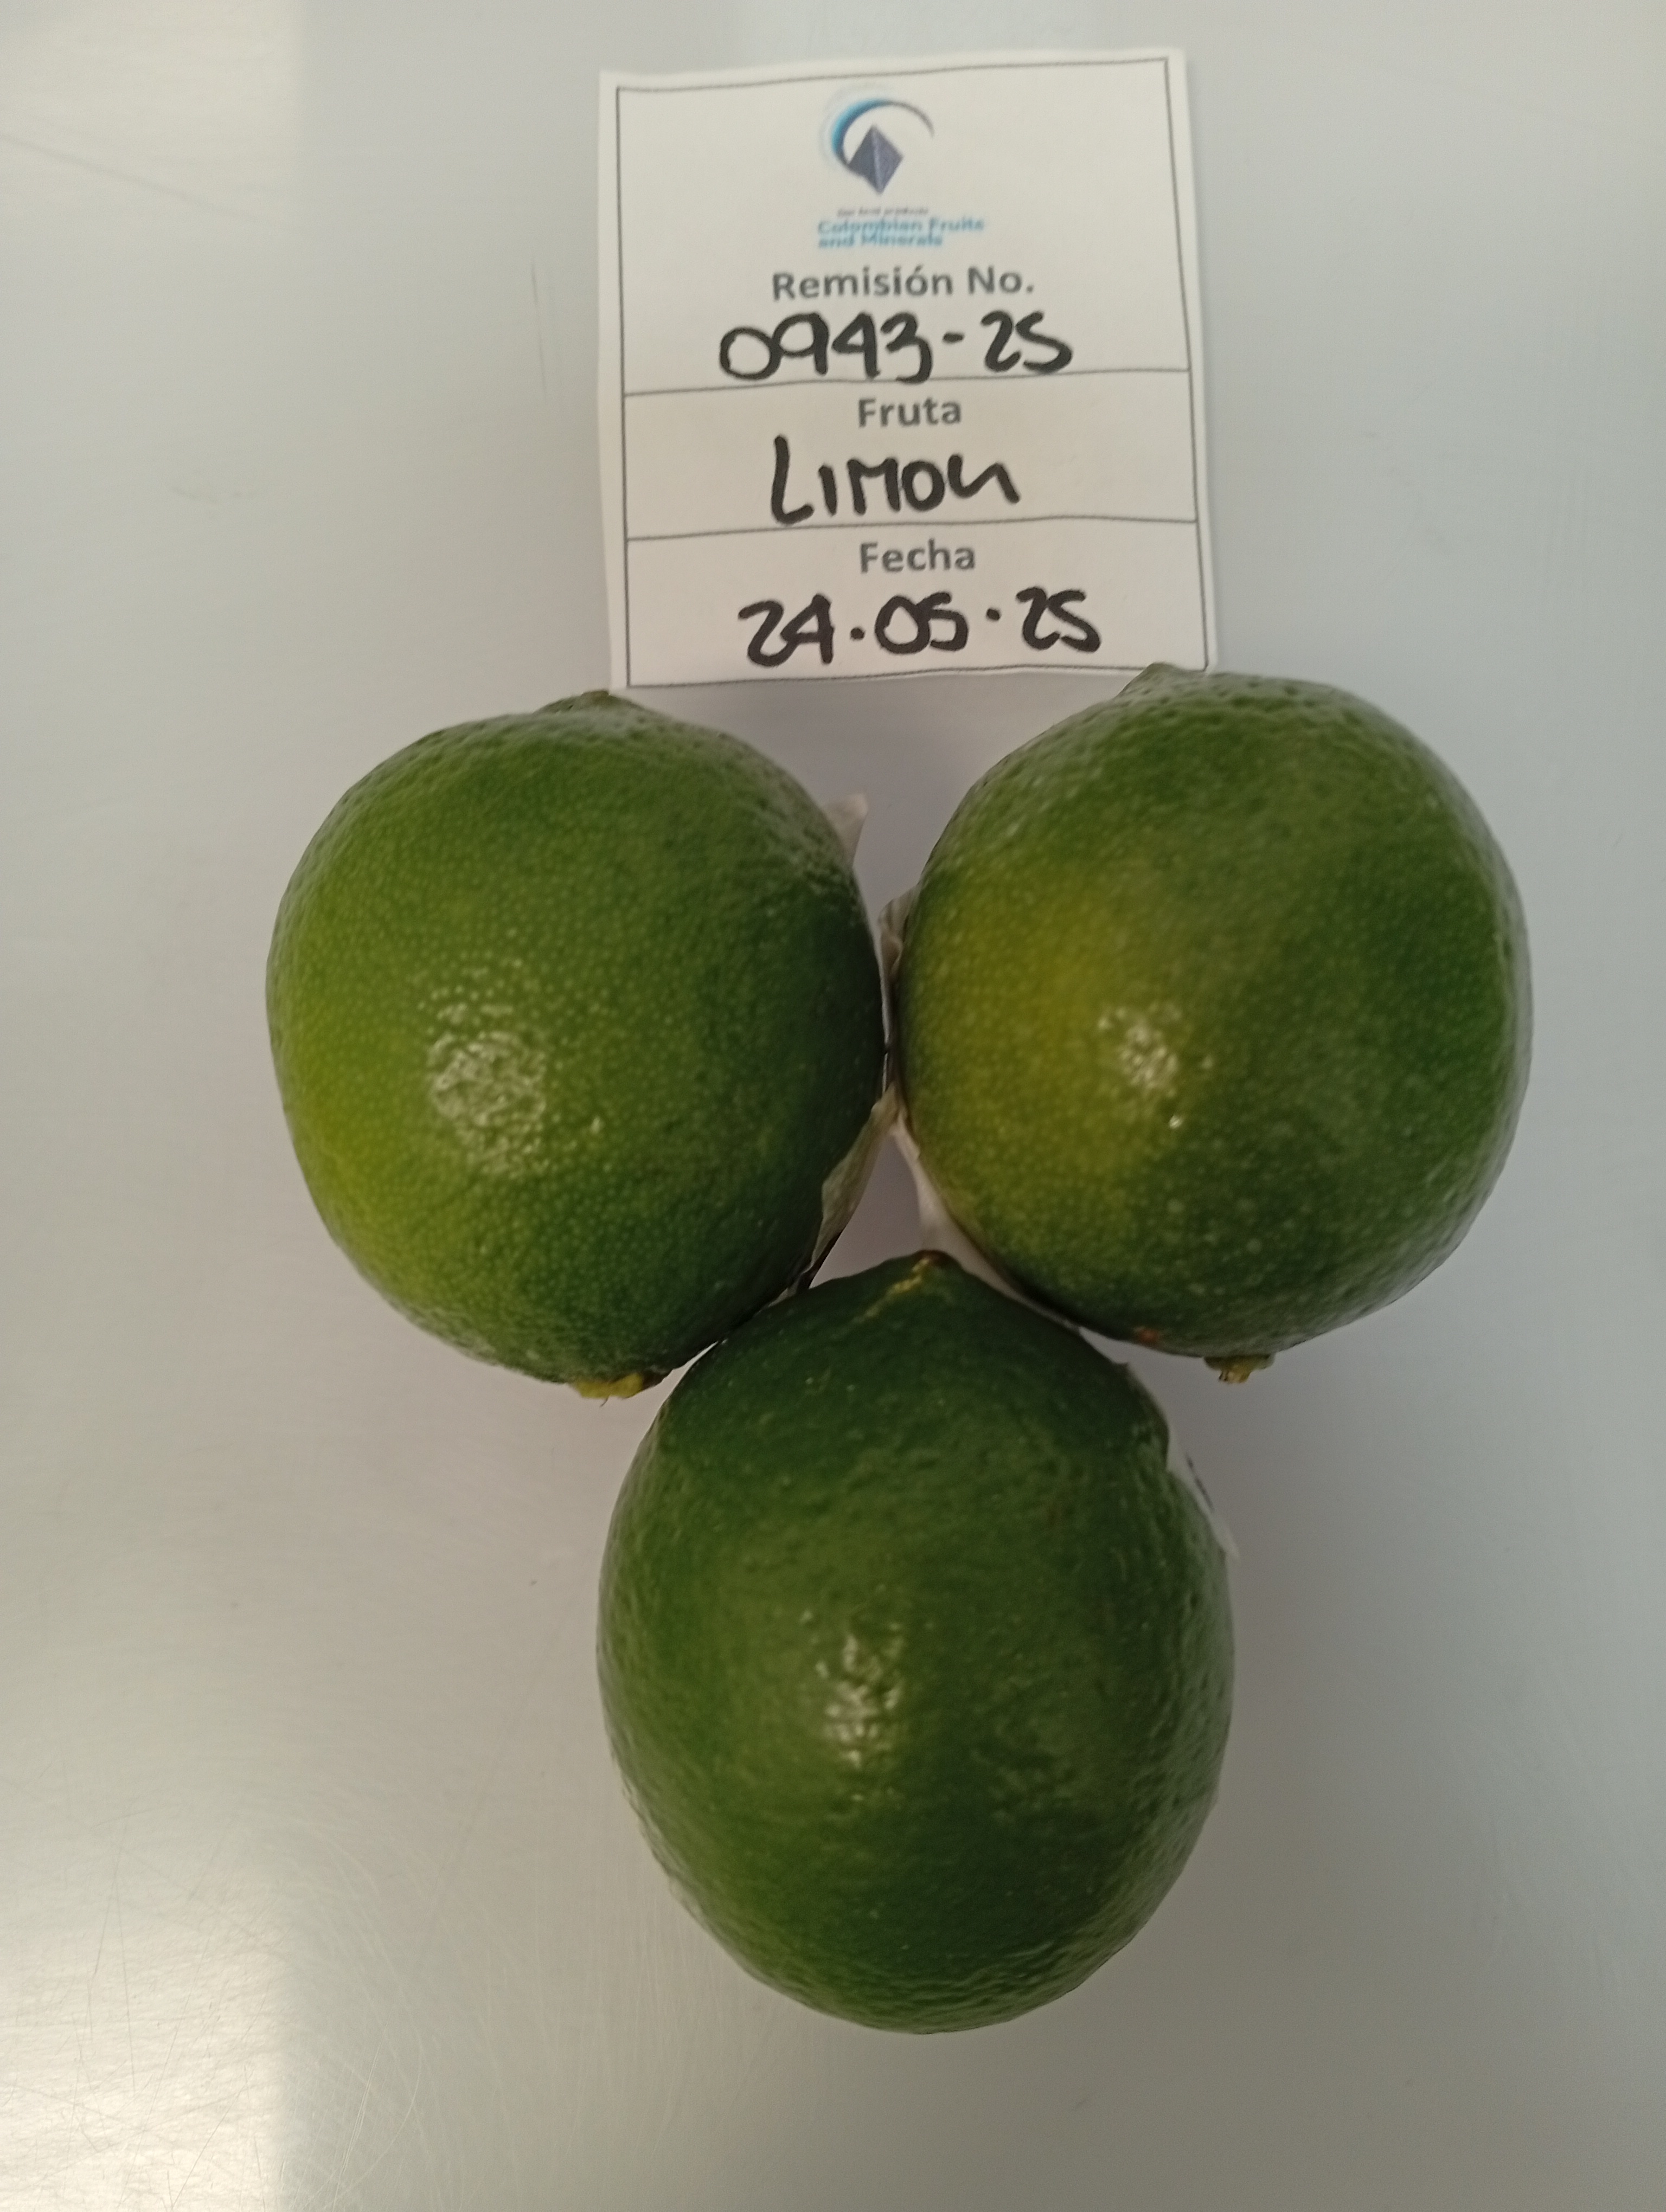 Colombian Fruits
and Minerals
Remisión No.
0943-25
Fruta
LIMON
Fecha
24.05.25